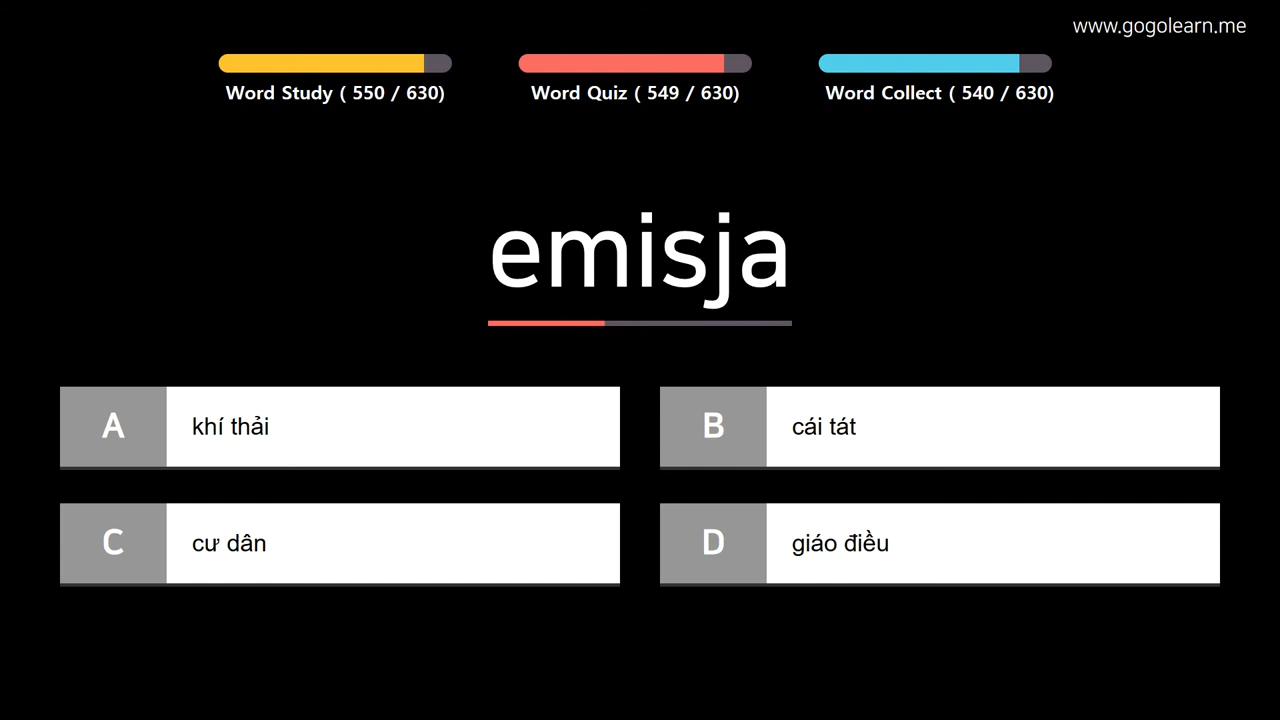 www.gogolearn.me
Word Study ( 550 / 630)
Word Quiz ( 549 / 630)
Word Collect ( 540 / 630)
emisja
A
khí thải
B
cái tát
C
cư dân
D
giáo điều